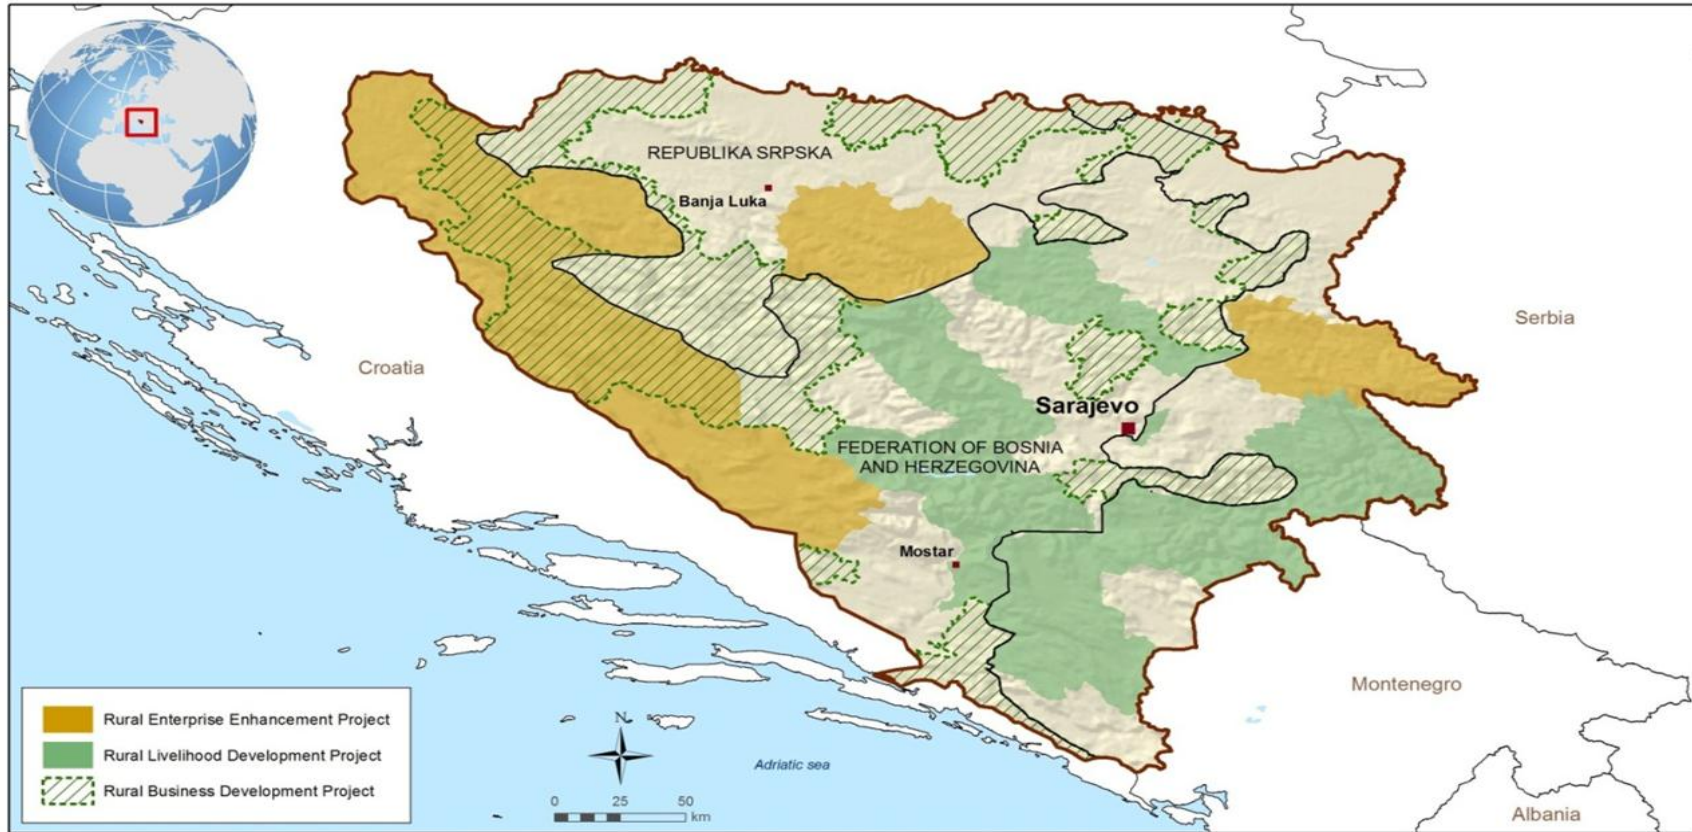 REPUBLIKA SRPSKA
Banja Luka
Serbia
Croatia
Sarajevo
FEDERATION OF BOSNIA
AND HERZEGOVINA
Mostar
Montenegro
Rural Enterprise Enhancement Project
Rural Livelihood Development Project
Rural Business Development Project
N
Adriatic sea
0 25 50
km
Albania